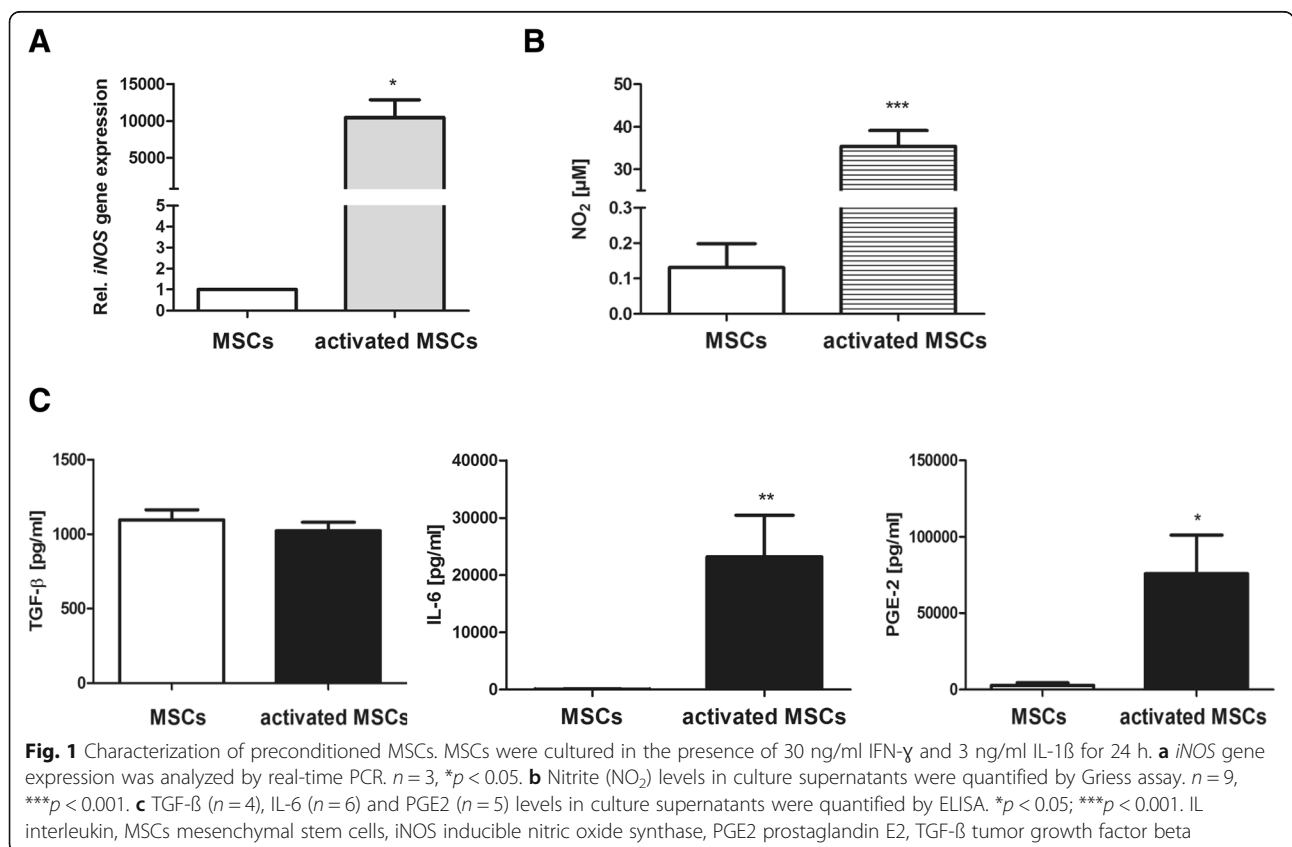 A
B
15000
10000
5000
5
4
3
2
1
0
Rel. iNOS gene expression
*
MSCs activated MSCs
50
40
30
0.3
0.2
0.1
0.0
NO2 [µM]
***
MSCs activated MSCs
C
1500
1000
500
0
TGF-β [pg/ml]
MSCs activated MSCs
40000
30000
20000
10000
0
IL-6 [pg/ml]
**
MSCs activated MSCs
150000
100000
50000
0
PGE-2 [pg/ml]
*
MSCs activated MSCs
Fig. 1 Characterization of preconditioned MSCs. MSCs were cultured in the presence of 30 ng/ml IFN-ɣ and 3 ng/ml IL-1ß for 24 h. a iNOS gene
expression was analyzed by real-time PCR. n = 3, *p < 0.05. b Nitrite (NO2) levels in culture supernatants were quantified by Griess assay. n = 9,
***p < 0.001. c TGF-ß (n = 4), IL-6 (n = 6) and PGE2 (n = 5) levels in culture supernatants were quantified by ELISA. *p < 0.05; ***p < 0.001. IL
interleukin, MSCs mesenchymal stem cells, iNOS inducible nitric oxide synthase, PGE2 prostaglandin E2, TGF-ß tumor growth factor beta